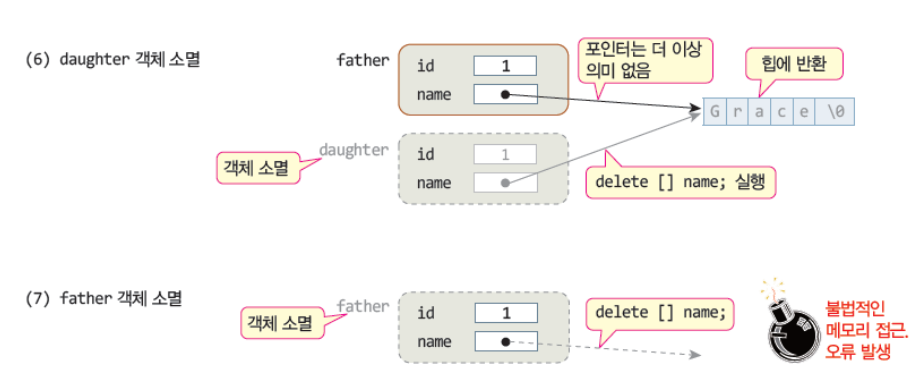 (6) daughter 객체 소멸
father
id
1
name
포인터는 더 이상
의미 없음
힙에 반환
G r a c e \0
daughter
객체 소멸
id
1
name
delete [] name; 실행
(7) father 객체 소멸
father
객체 소멸
id
1
name
delete [] name;
불법적인
메모리 접근.
오류 발생